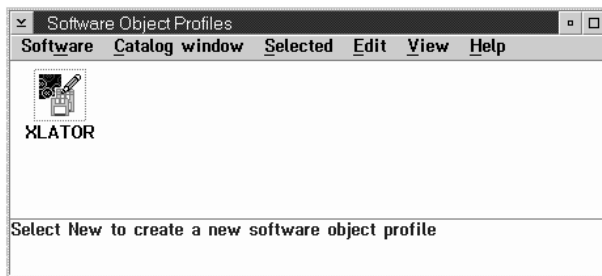 Software Object Profiles
Software Catalog window Selected Edit View Help
XLATOR
Select New to create a new software object profile